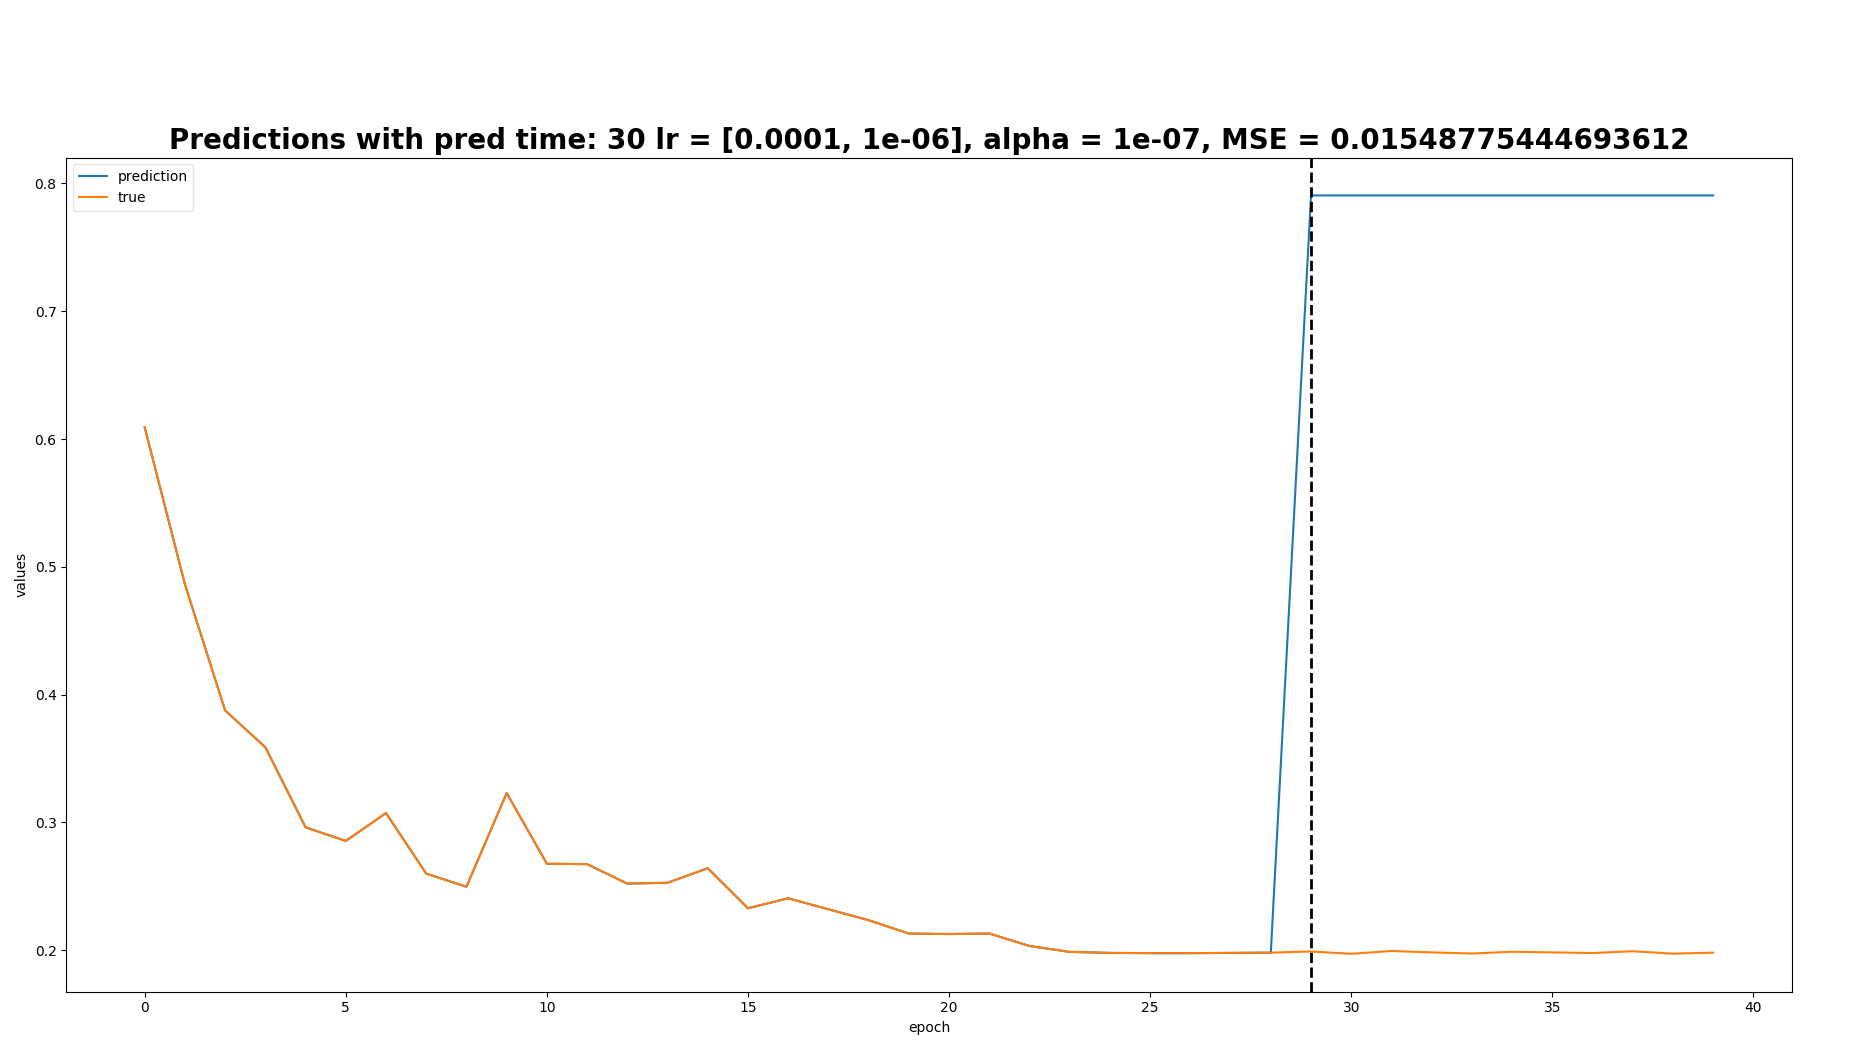 Predictions with pred time: 30 lr = [0.0001, 1e-06], alpha = 1e-07, MSE = 0.01548775444693612
prediction
true
0.8
0.7
0.6
0.5
0.4
0.3
0.2
values
0 5 10 15 20 25 30 35 40
epoch